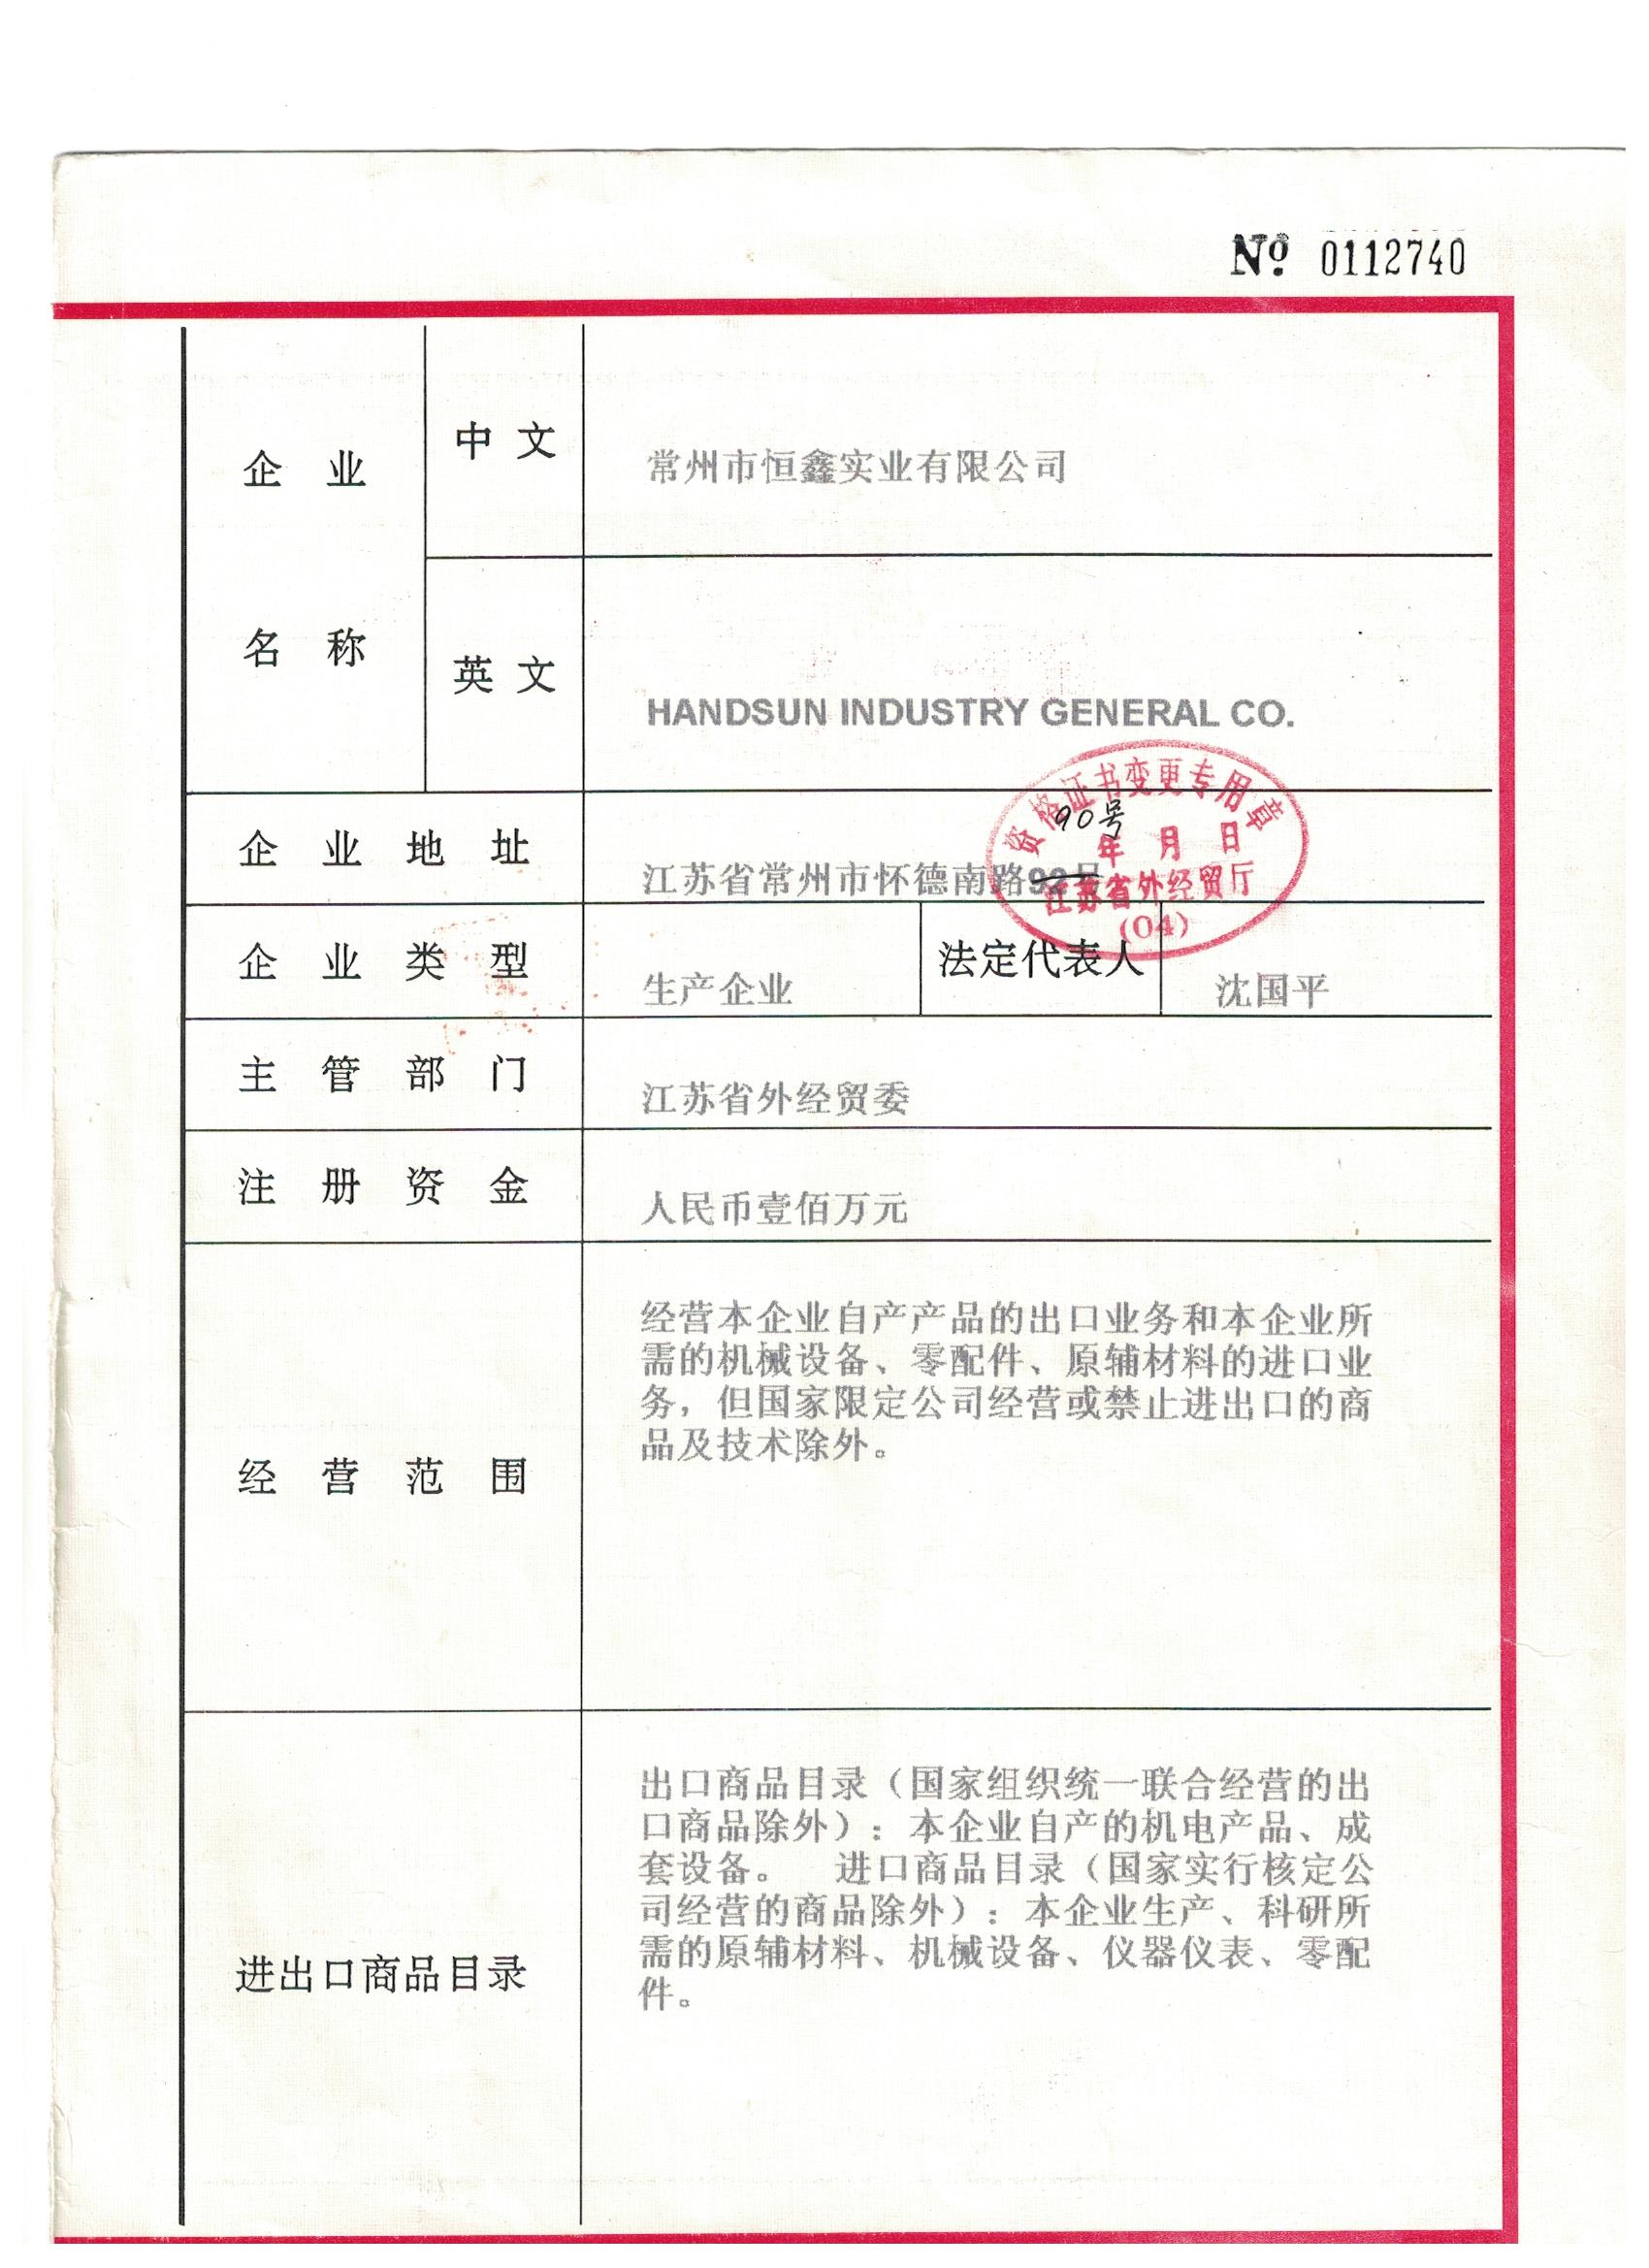 № 0112740
企业名称
中文
常州市恒鑫实业有限公司
英文
HANDSUN INDUSTRY GENERAL CO.
资格证书变更专用章
年 月 日
江苏省外经贸厅
(04)
90号
企业地址
江苏省常州市怀德南路92号
企业类型
生产企业
法定代表人
沈国平
主管部门
江苏省外经贸委
注册资金
人民币壹佰万元
经营范围
经营本企业自产产品的出口业务和本企业所
需的机械设备、零配件、原辅材料的进口业
务，但国家限定公司经营或禁止进出口的商
品及技术除外。
进出口商品目录
出口商品目录（国家组织统一联合经营的出
口商品除外）：本企业自产的机电产品、成
套设备。 进口商品目录（国家实行核定公
司经营的商品除外）：本企业生产、科研所
需的原辅材料、机械设备、仪器仪表、零配
件。